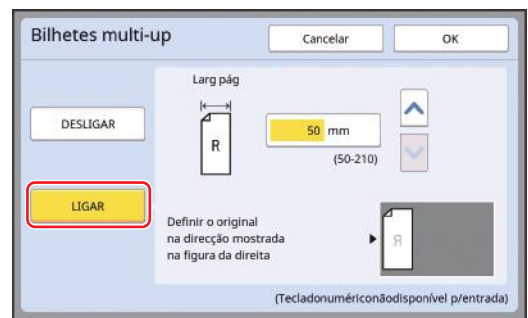 Bilhetes multi-up
Cancelar
OK
Larg pág
DESLIGAR
R
50 mm
(50-210)
LIGAR
Definir o original
na direcção mostrada
na figura da direita
R
(Tecladonumériconãodisponível p/entrada)